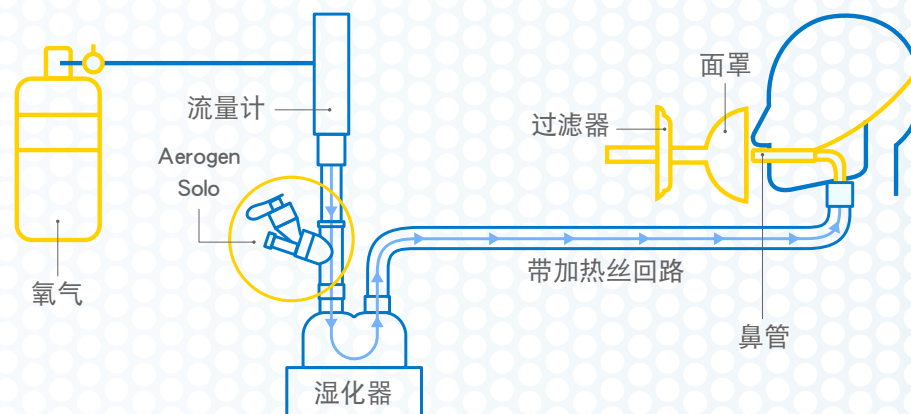 面罩
流量计
过滤器
Aerogen
Solo
带加热丝回路
氧气
鼻管
湿化器